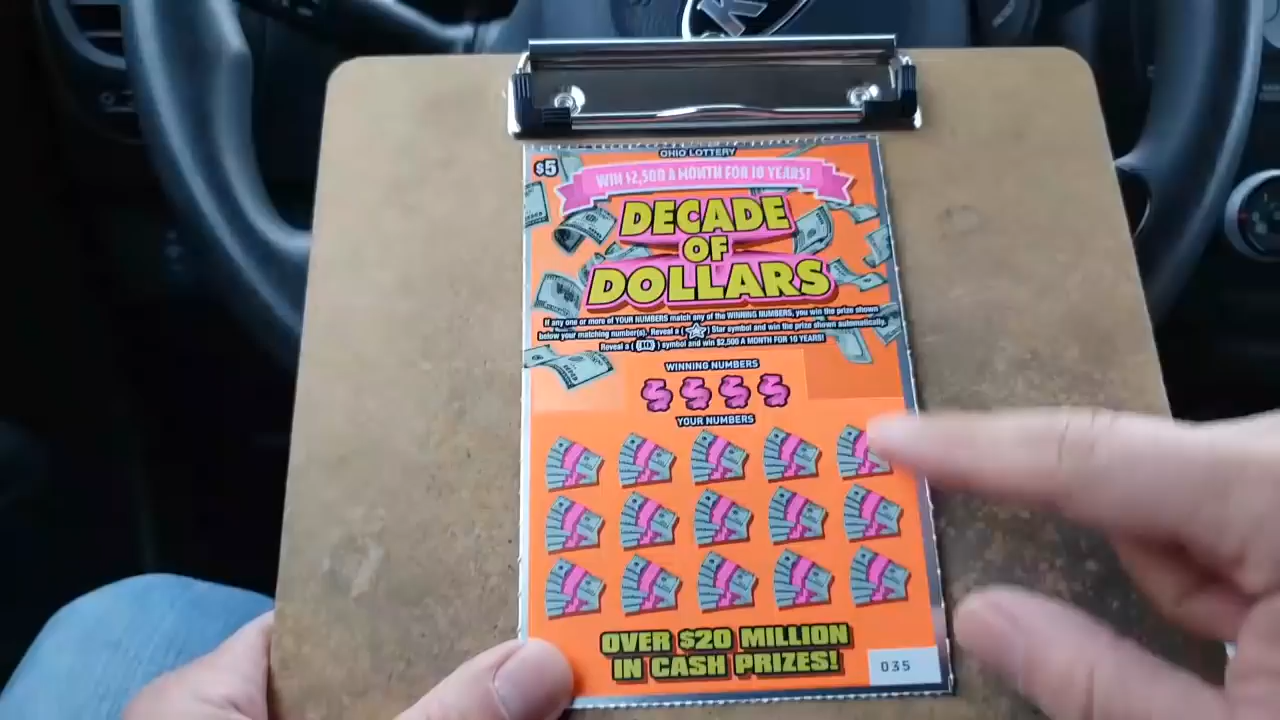 OHIO LOTTERY
$5
WIN $2,500 A MONTH FOR 10 YEARS!
DECADE
OF
DOLLARS
If any one or more of YOUR NUMBERS match any of the WINNING NUMBERS, you win the prize shown
below your matching number(s). Reveal a ( ) Star symbol and win the prize shown automatically.
Reveal a ( 10 ) symbol and win $2,500 A MONTH FOR 10 YEARS!
WINNING NUMBERS
$ $ $ $
YOUR NUMBERS
OVER $20 MILLION
IN CASH PRIZES!
035